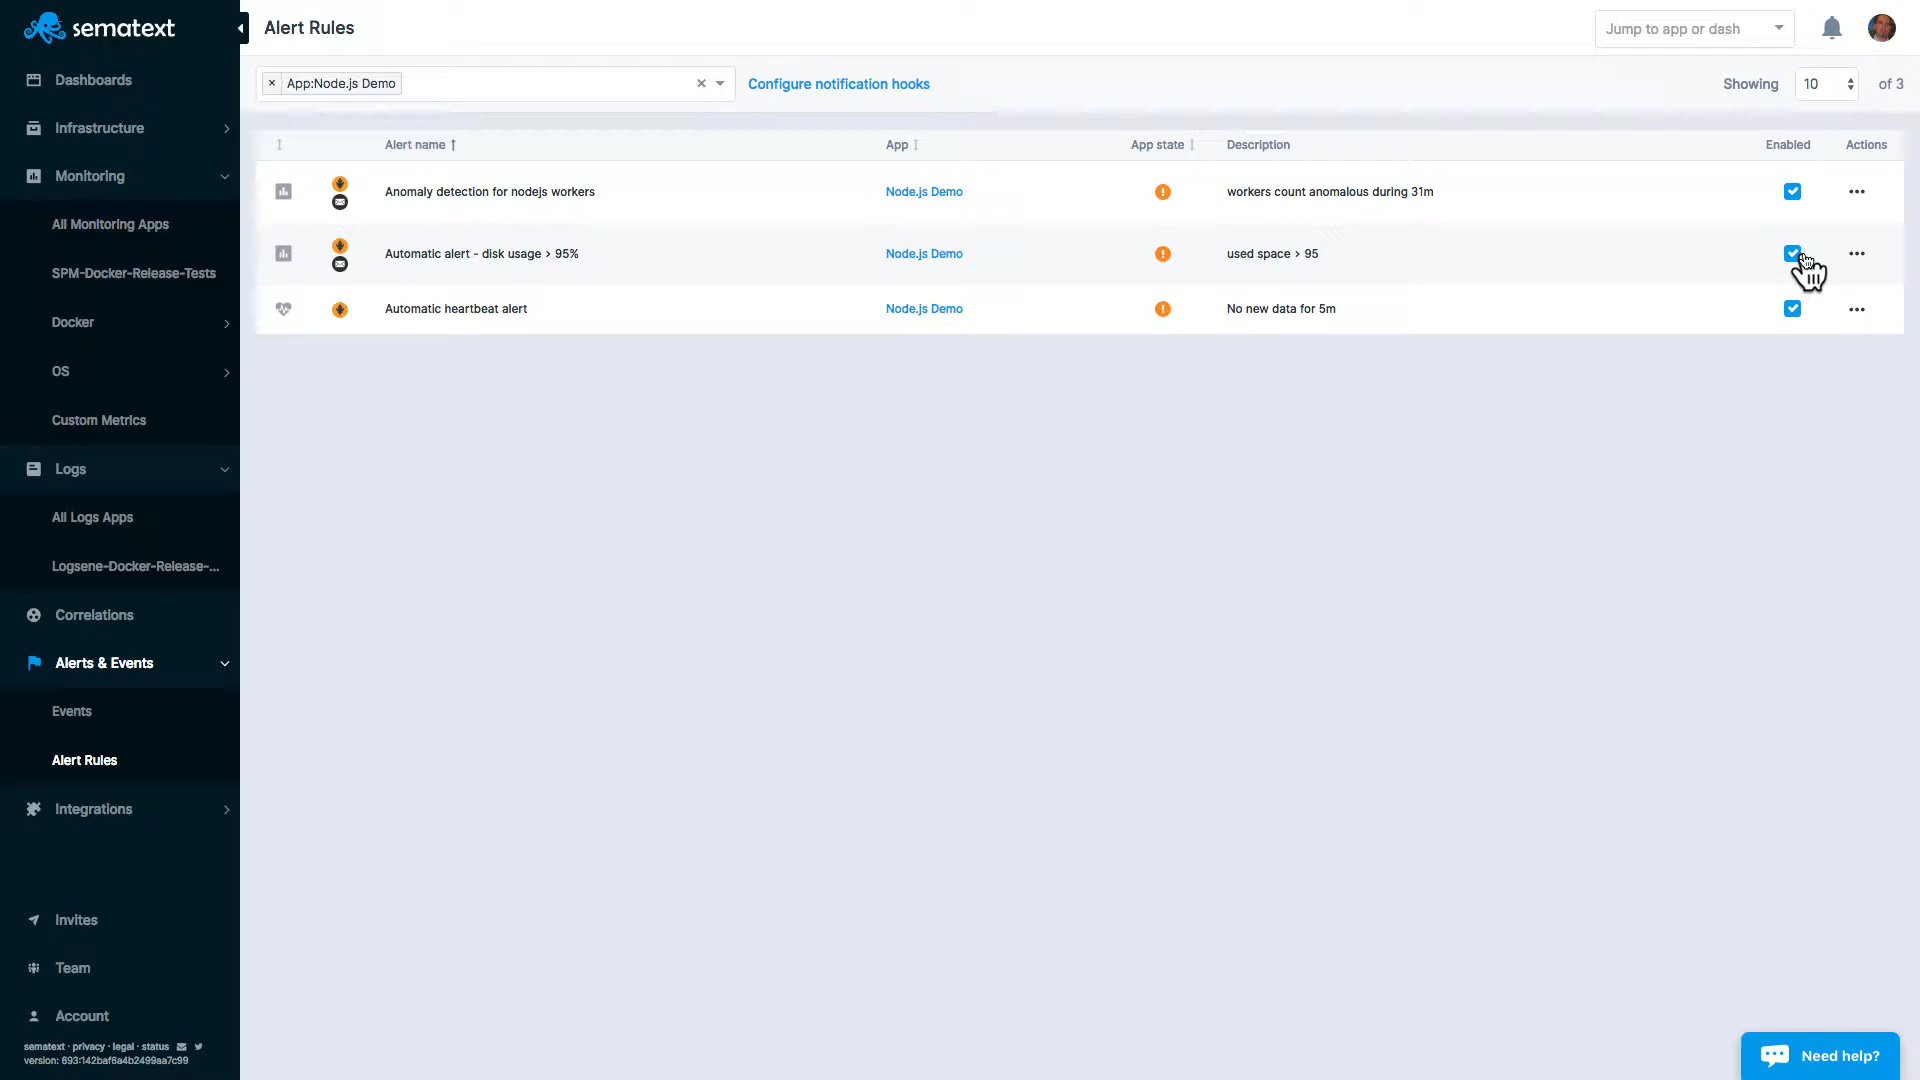 sematext
Alert Rules
Jump to app or dash
× App:Node.js Demo
Configure notification hooks
Showing 10 of 3
Dashboards
Infrastructure
Monitoring
All Monitoring Apps
SPM-Docker-Release-Tests
Docker
OS
Custom Metrics
Logs
All Logs Apps
Logsene-Docker-Release-...
Correlations
Alerts & Events
Events
Alert Rules
Integrations
Invites
Team
Account
sematext · privacy · legal · status
version: 693:142baf6a4b2499aa7c99
Alert name App App state Description Enabled Actions
Anomaly detection for nodejs workers Node.js Demo workers count anomalous during 31m
Automatic alert - disk usage > 95% Node.js Demo used space > 95
Automatic heartbeat alert Node.js Demo No new data for 5m
Need help?